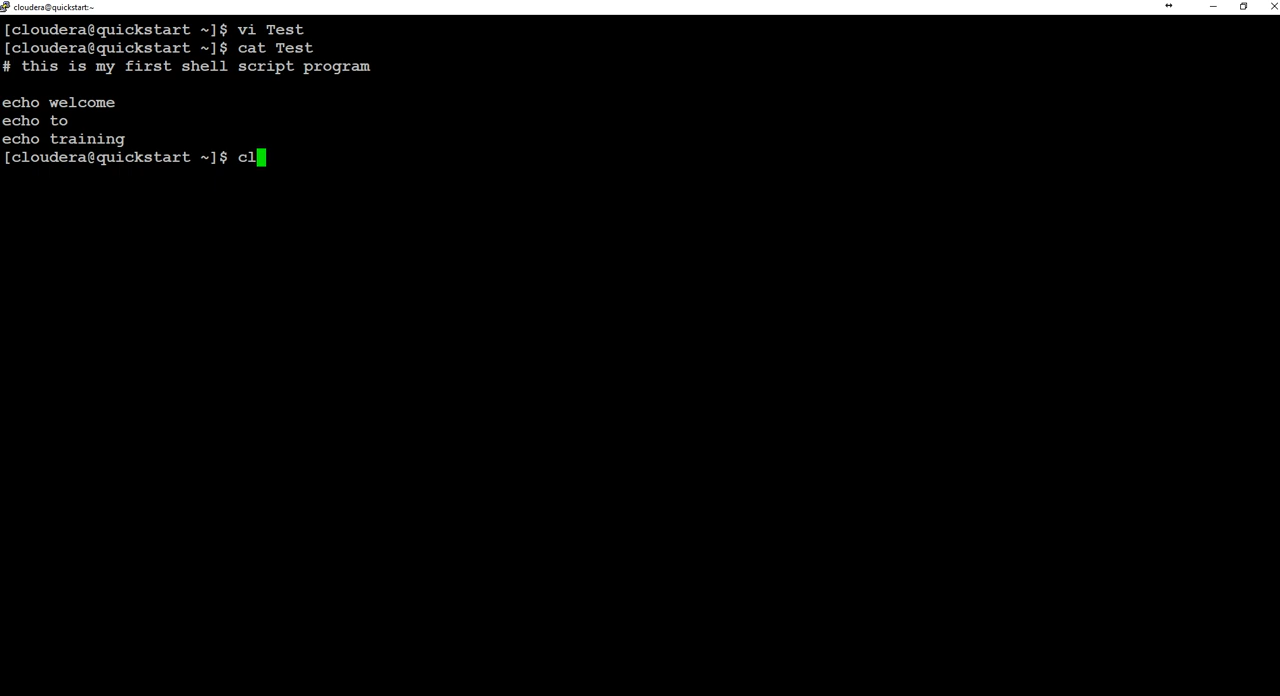 cloudera@quickstart:~
[cloudera@quickstart ~]$ vi Test
[cloudera@quickstart ~]$ cat Test
# this is my first shell script program
echo welcome
echo to
echo training
[cloudera@quickstart ~]$ cl